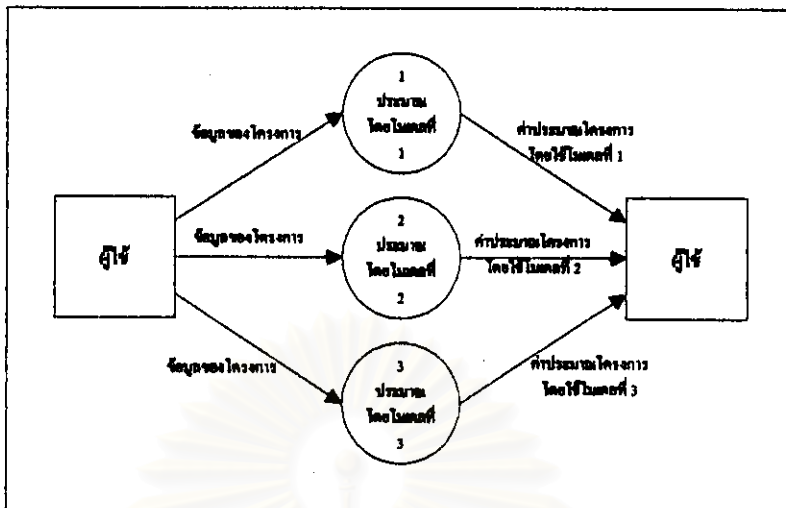 1
ประมาณ
โดยโมเดลที่
1
ข้อมูลของโครงการ
ค่าประมาณโครงการ
โดยใช้โมเดลที่ 1
ผู้ใช้
ข้อมูลของโครงการ
2
ประมาณ
โดยโมเดลที่
2
ค่าประมาณโครงการ
โดยใช้โมเดลที่ 2
ผู้ใช้
ข้อมูลของโครงการ
3
ประมาณ
โดยโมเดลที่
3
ค่าประมาณโครงการ
โดยใช้โมเดลที่ 3